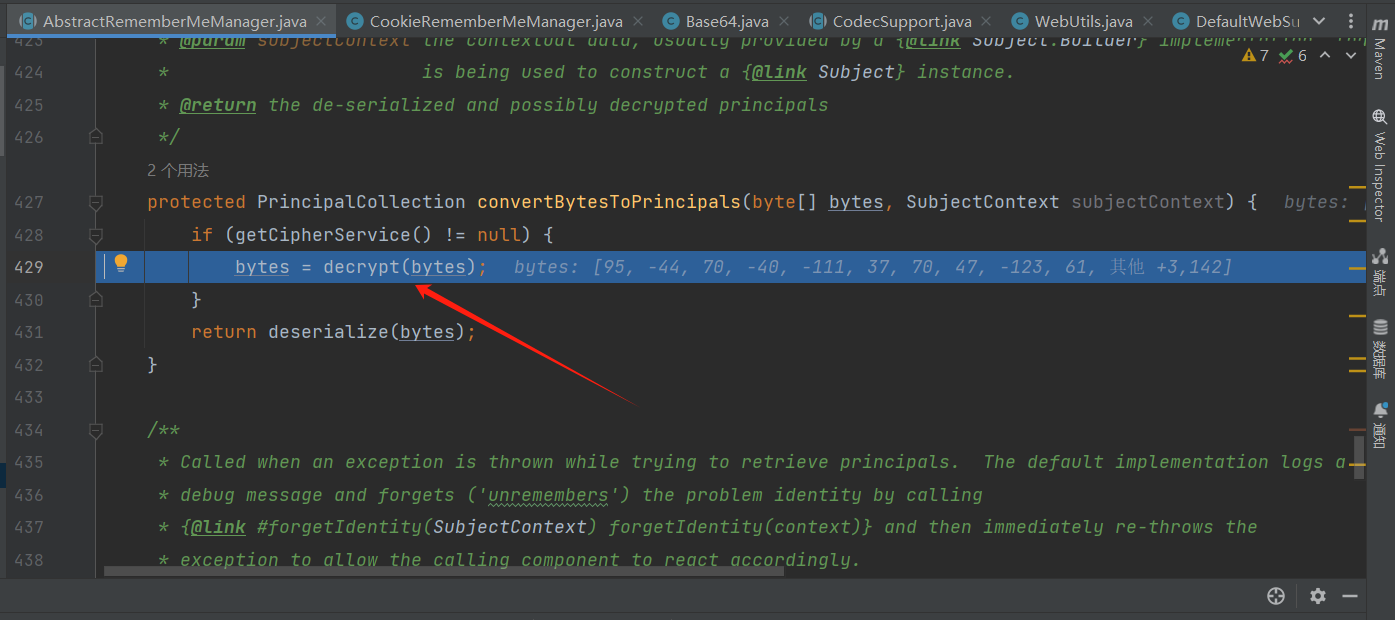 AbstractRememberMeManager.java CookieRememberMeManager.java Base64.java CodecSupport.java WebUtils.java DefaultWebSu
423 * @param subjectContext the contextual data, usually provided by a {@link Subject.Builder}
424 * is being used to construct a {@link Subject} instance. 7 6
425 * @return the de-serialized and possibly decrypted principals
426 */
2 个用法
427 protected PrincipalCollection convertBytesToPrincipals(byte[] bytes, SubjectContext subjectContext) { bytes:
428 if (getCipherService() != null) {
429 bytes = decrypt(bytes); bytes: [95, -44, 70, -40, -111, 37, 70, 47, -123, 61, 其他 +3,142]
430 }
431 return deserialize(bytes);
432 }
433
434 /**
435 * Called when an exception is thrown while trying to retrieve principals. The default implementation logs a
436 * debug message and forgets ('unremembers') the problem identity by calling
437 * {@link #forgetIdentity(SubjectContext) forgetIdentity(context)} and then immediately re-throws the
438 * exception to allow the calling component to react accordingly.
m Maven
Web Inspector
端点
数据库
通知